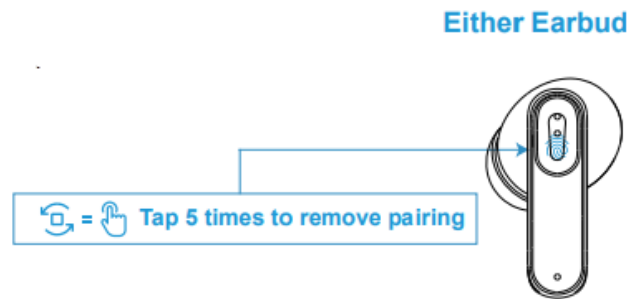 Either Earbud
= Tap 5 times to remove pairing